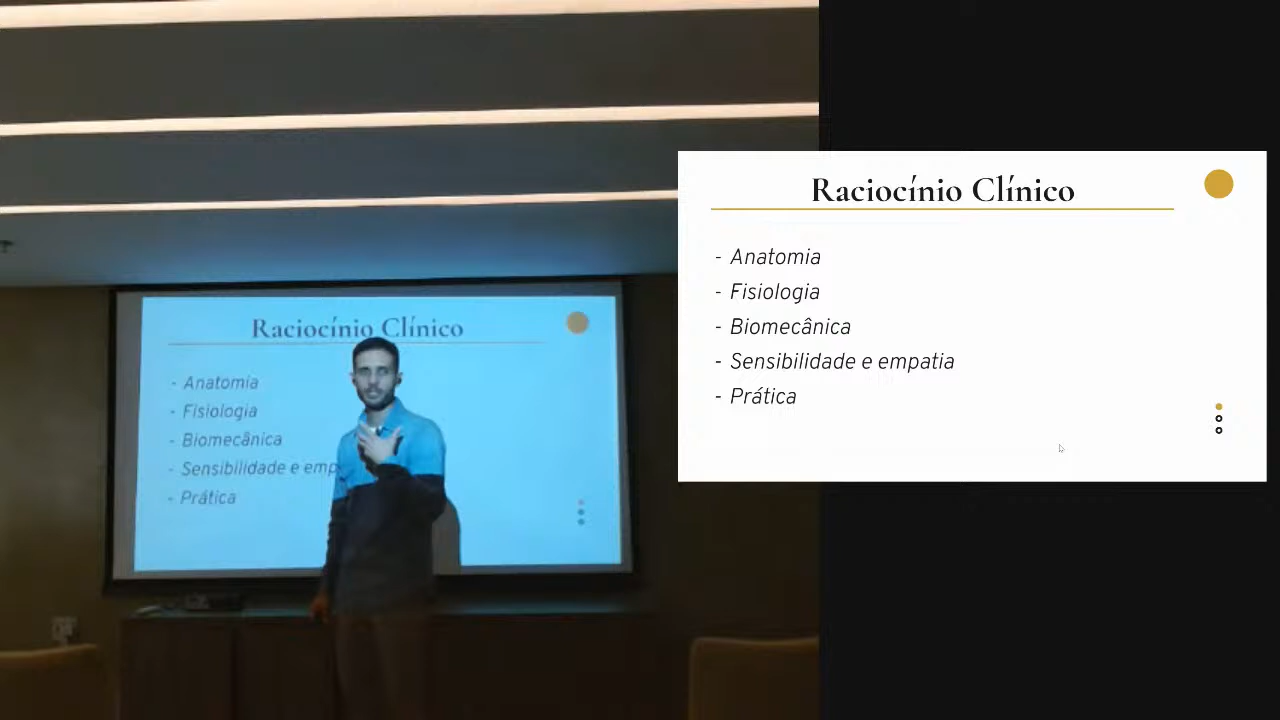 Raciocínio Clínico
- Anatomia
- Fisiologia
- Biomecânica
- Sensibilidade e emp
- Prática
Raciocínio Clínico
- Anatomia
- Fisiologia
- Biomecânica
- Sensibilidade e empatia
- Prática